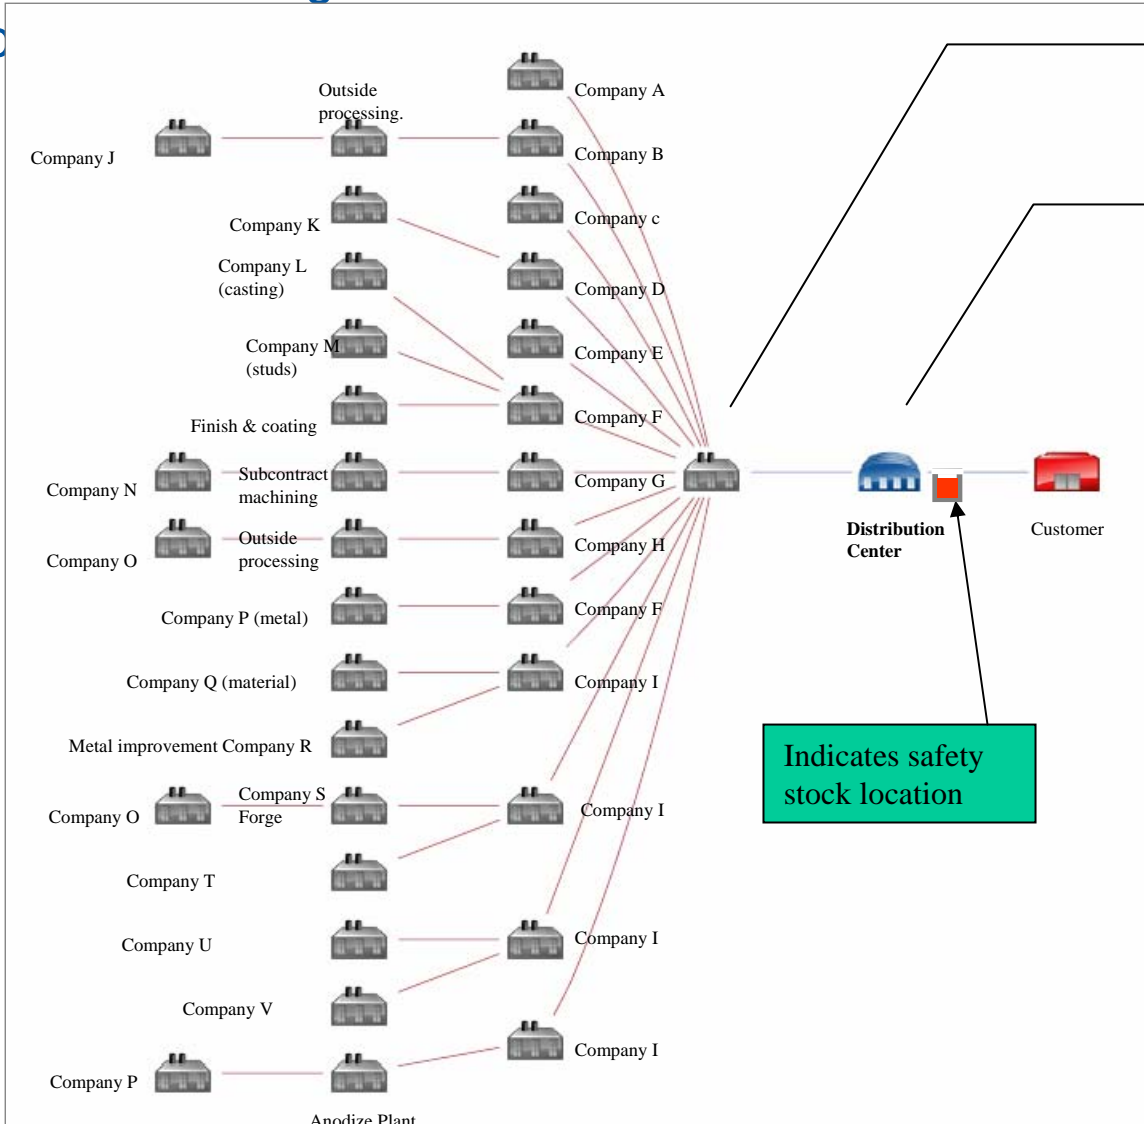 Company A
Outside
processing.
Company J
Company B
Company K
Company c
Company L
(casting)
Company D
Company M
(studs)
Company E
Finish & coating
Company F
Company N
Subcontract
machining
Company G
Distribution
Center
Customer
Company O
Outside
processing
Company H
Company P (metal)
Company F
Company Q (material)
Company I
Metal improvement Company R
Indicates safety
stock location
Company O
Company S
Forge
Company I
Company T
Company U
Company I
Company V
Company P
Company I
Anodize Plant